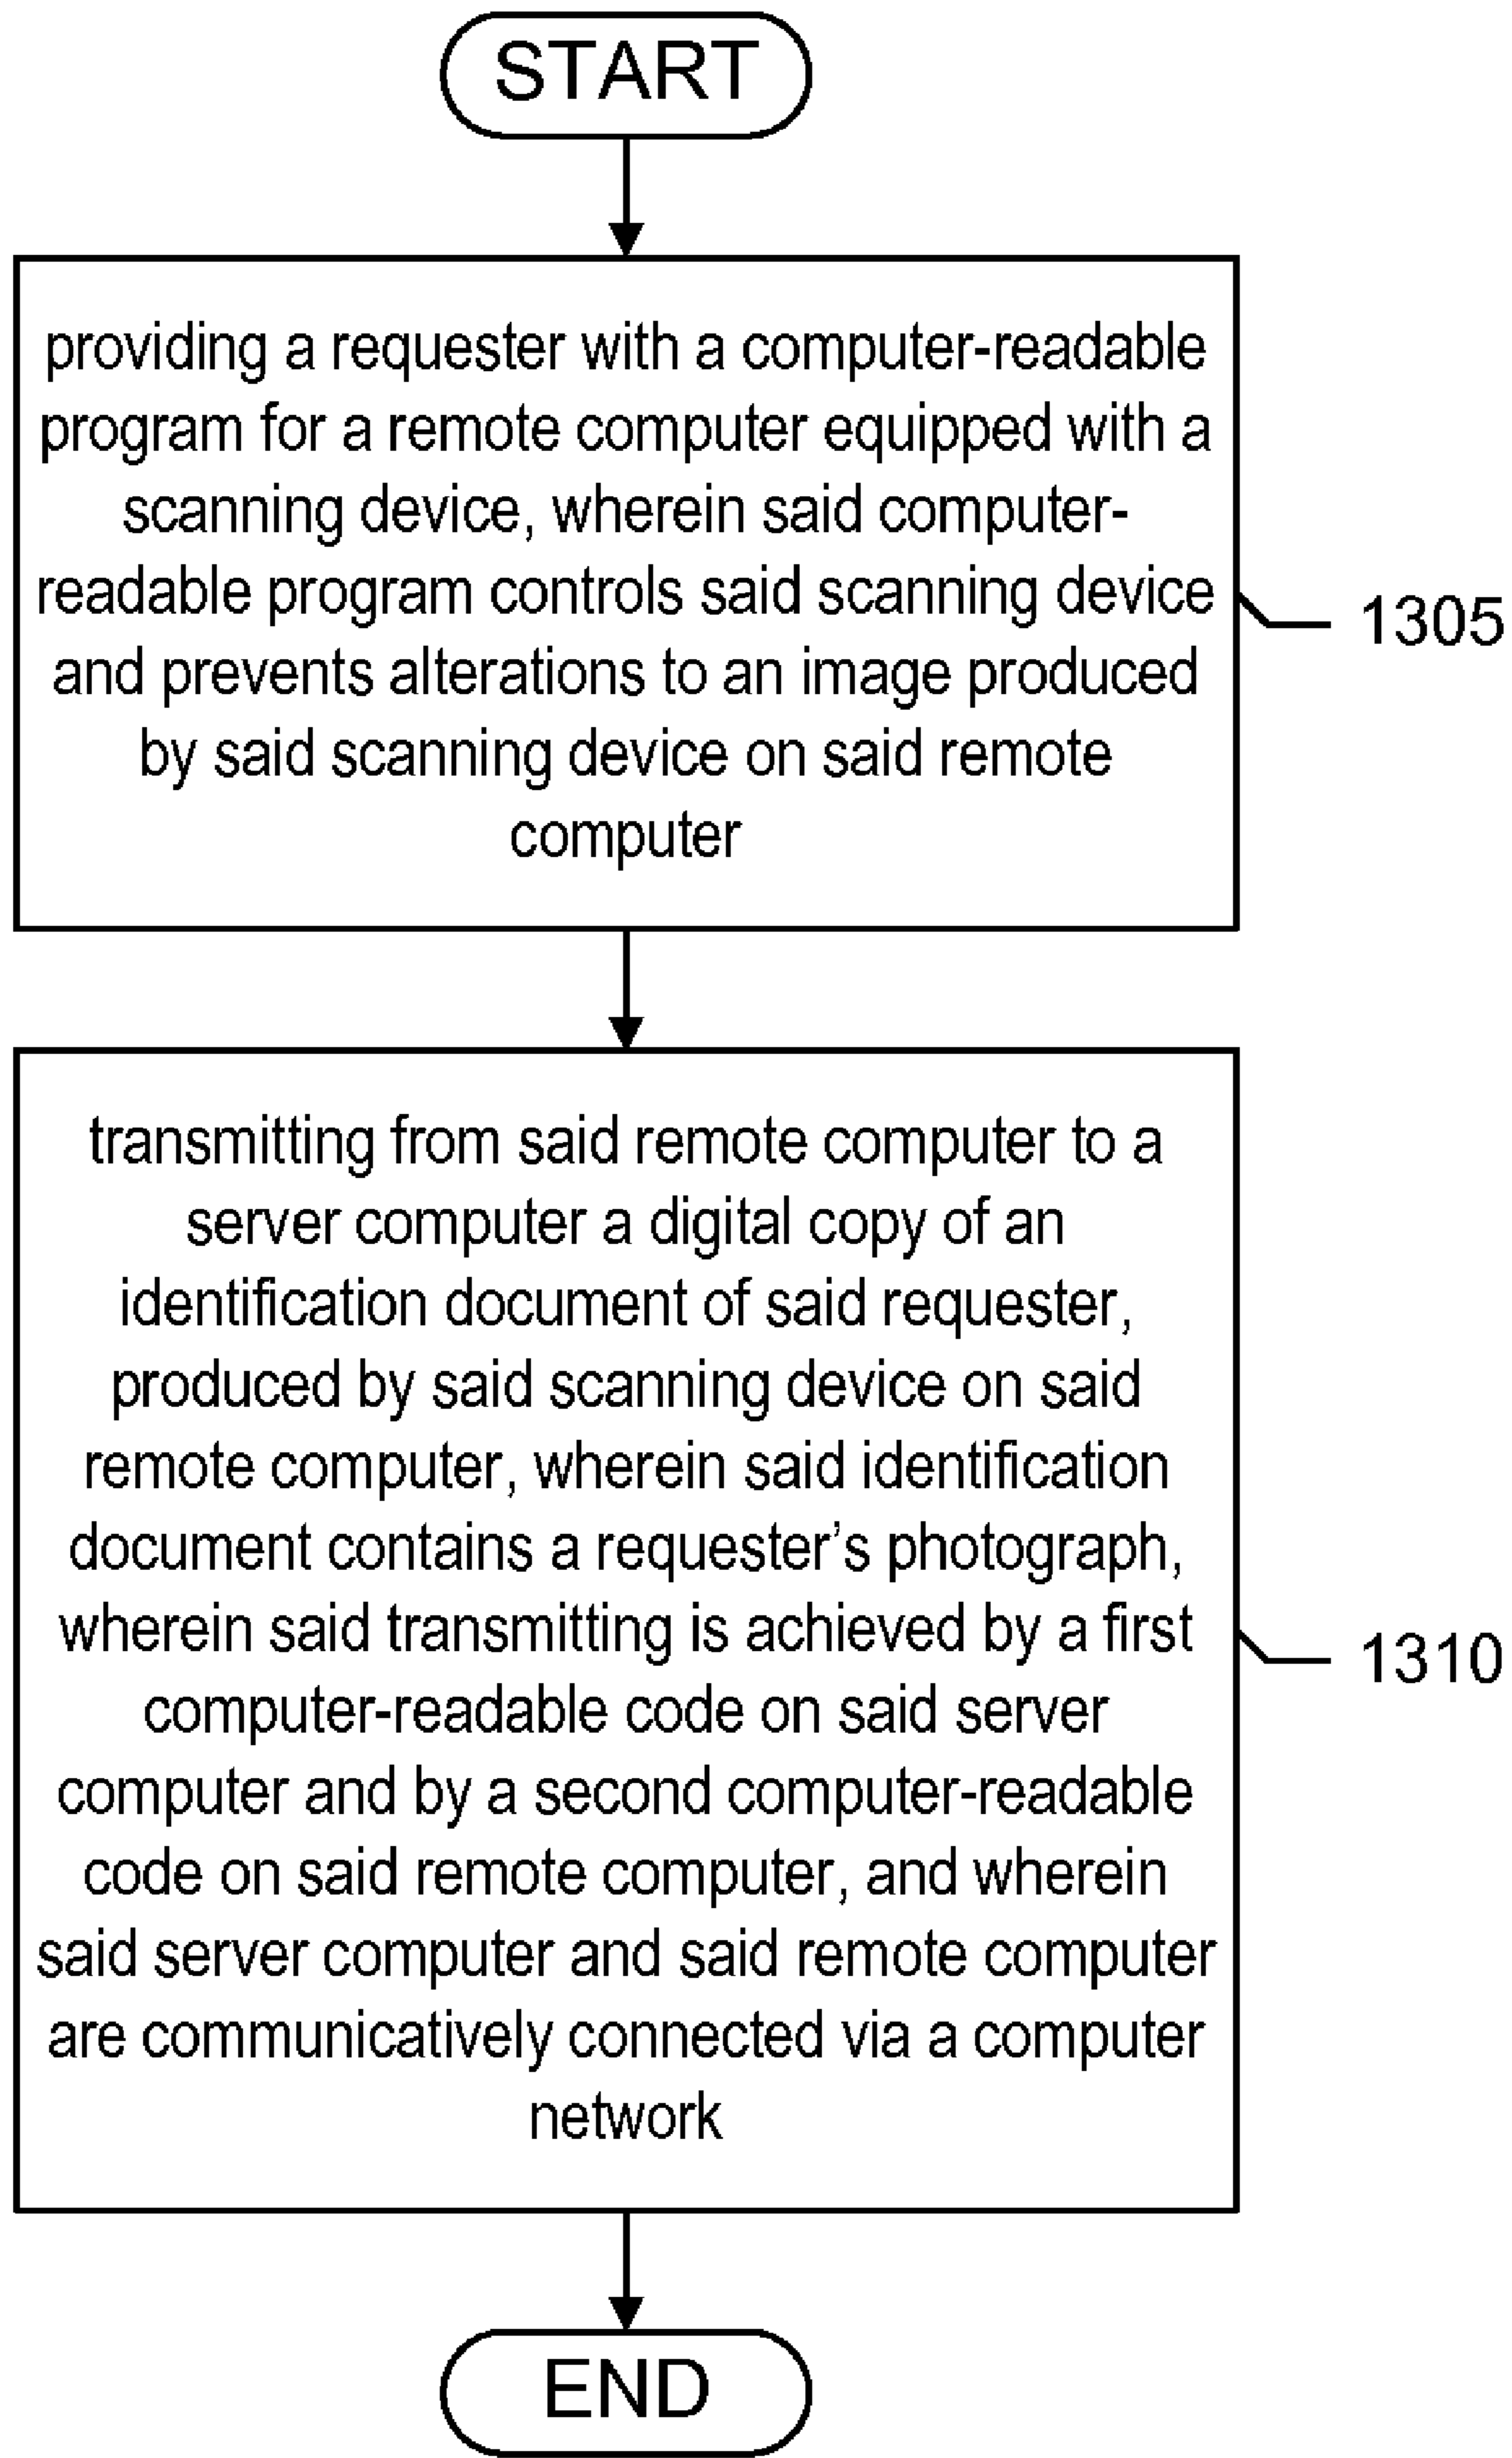 START
providing a requester with a computer-readable
program for a remote computer equipped with a
scanning device, wherein said computer-
readable program controls said scanning device
and prevents alterations to an image produced
by said scanning device on said remote
computer
1305
transmitting from said remote computer to a
server computer a digital copy of an
identification document of said requester,
produced by said scanning device on said
remote computer, wherein said identification
document contains a requester’s photograph,
wherein said transmitting is achieved by a first
computer-readable code on said server
computer and by a second computer-readable
code on said remote computer, and wherein
said server computer and said remote computer
are communicatively connected via a computer
network
1310
END